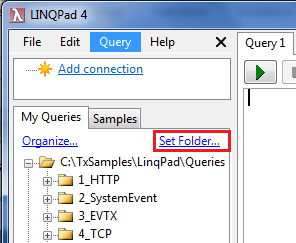 LINQPad 4
File Edit Query Help X
Query 1
Add connection
My Queries Samples
Organize... Set Folder...
C:\TxSamples\LinqPad\Queries
1_HTTP
2_SystemEvent
3_EVTX
4_TCP